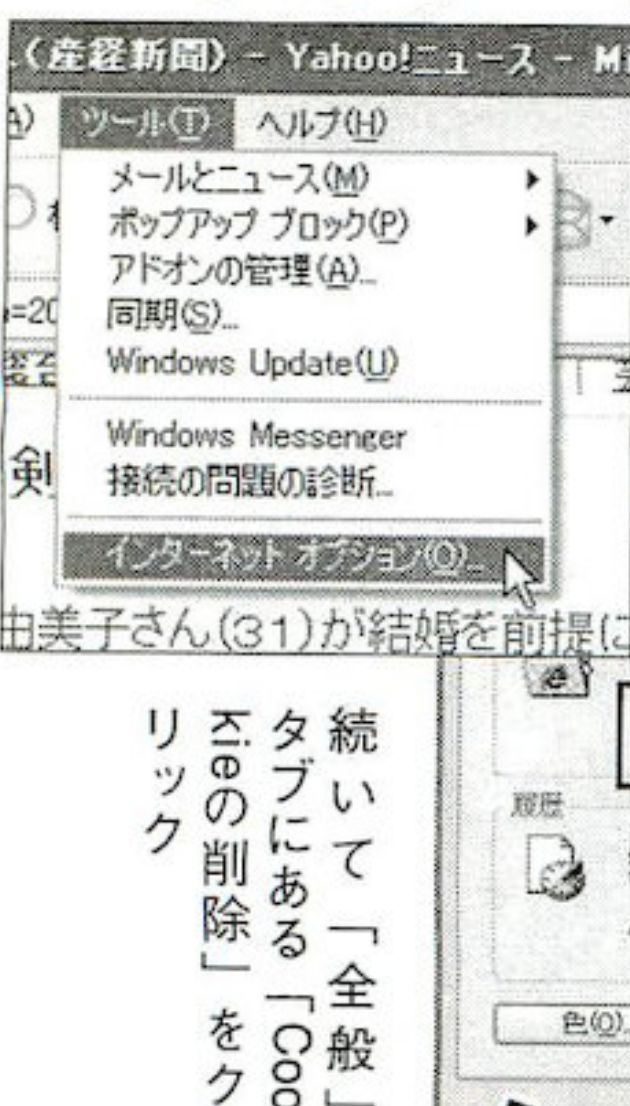 (産経新聞) - Yahoo!ニュース - Mi
A)
ツール(T)
ヘルプ(H)
メールとニュース(M)
ポップアップ ブロック(P)
アドオンの管理(A)...
同期(S)...
=20
Windows Update(U)
Windows Messenger
剣
接続の問題の診断...
インターネット オプション(O)...
由美子さん(31)が結婚を前提に
続いて「全般」
タブにある「Coo
kieの削除」をク
リック
履歴
色(O)...